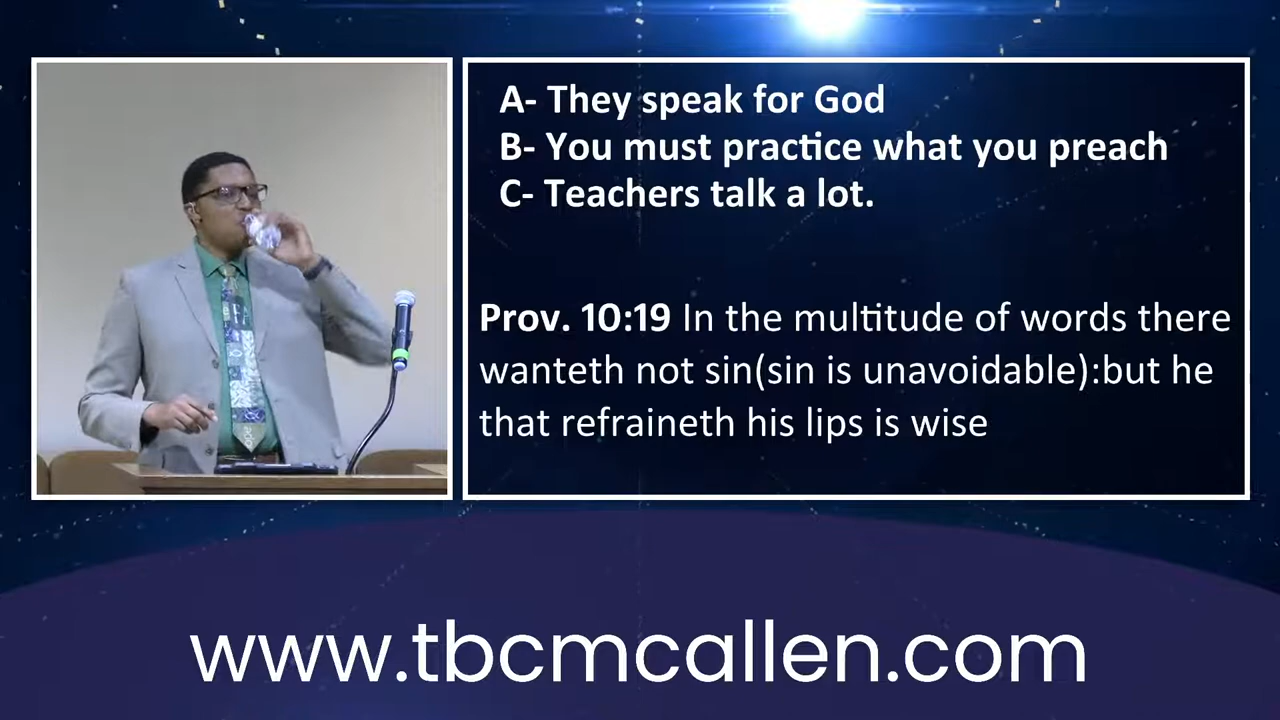 A- They speak for God
B- You must practice what you preach
C- Teachers talk a lot.
Prov. 10:19 In the multitude of words there
wanteth not sin(sin is unavoidable):but he
that refraineth his lips is wise
www.tbcmcallen.com